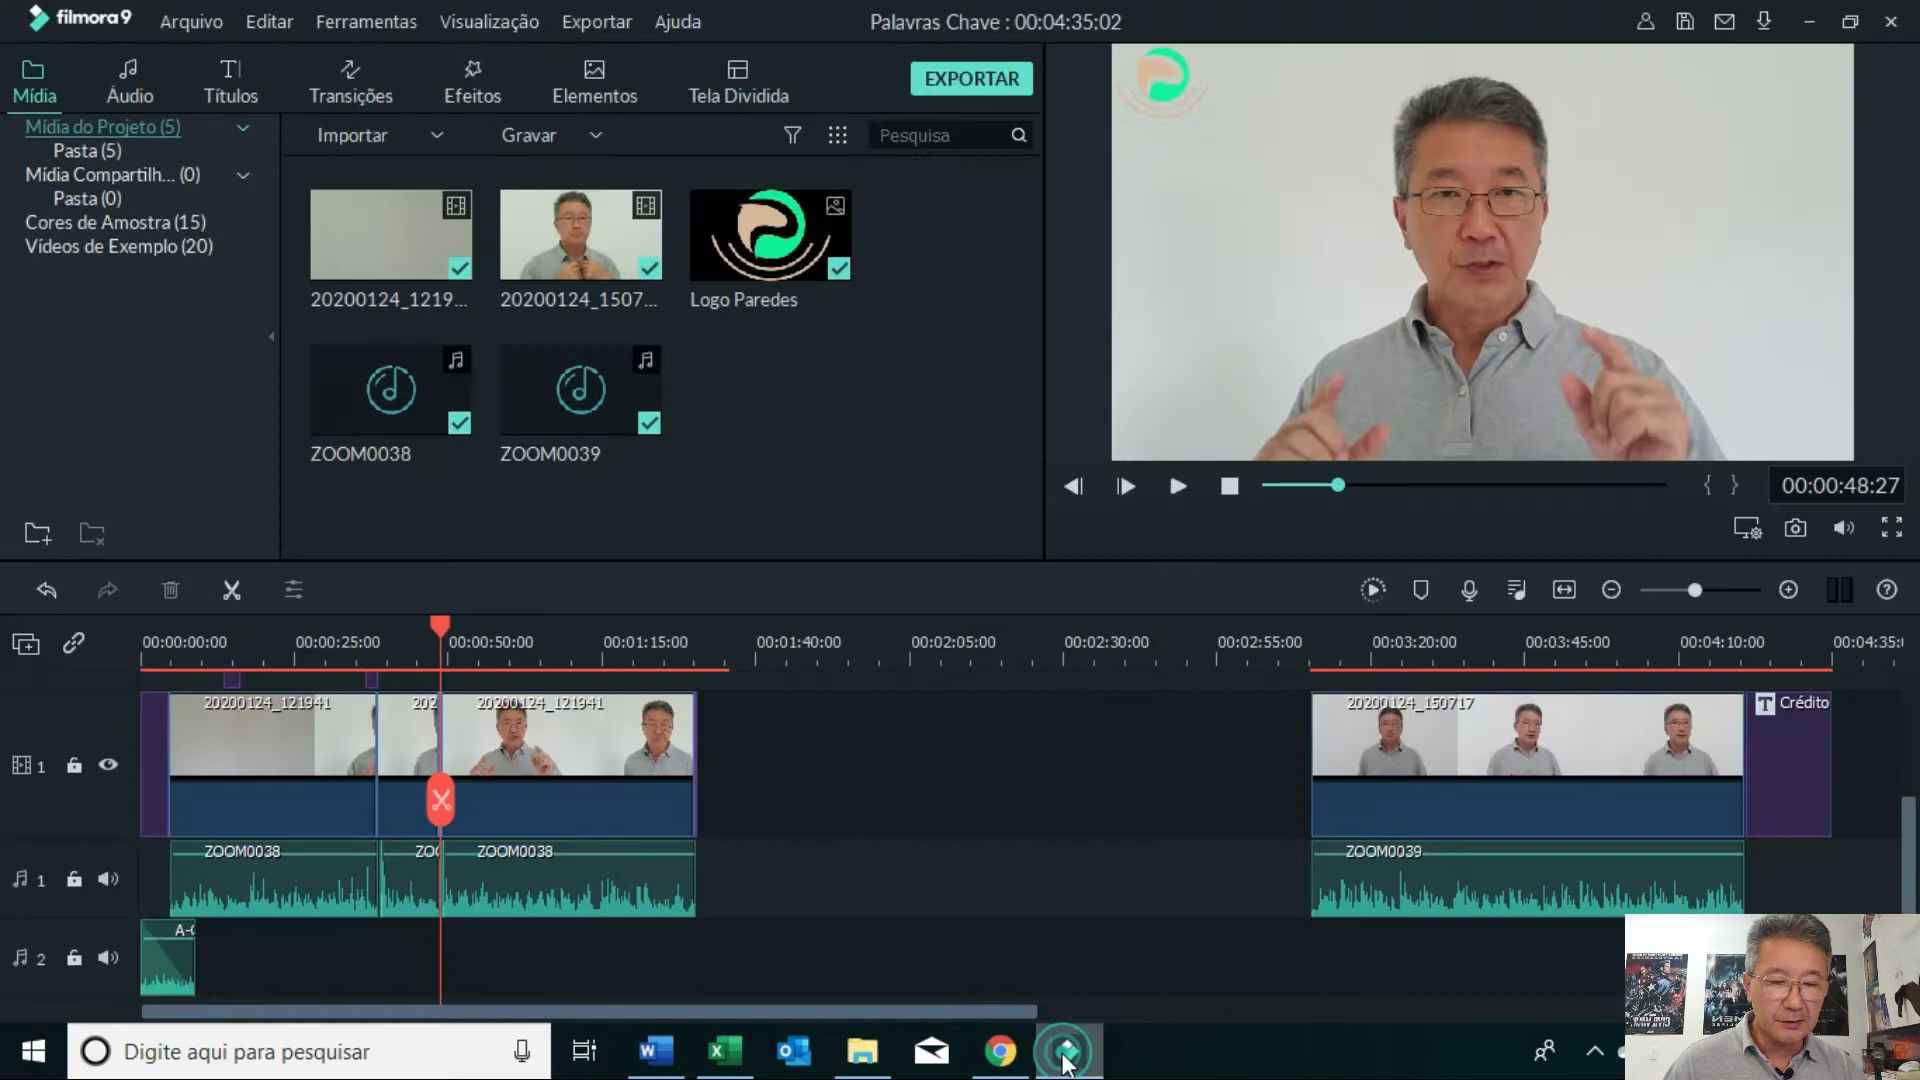 filmora9
Arquivo Editar Ferramentas Visualização Exportar Ajuda
Palavras Chave : 00:04:35:02
Mídia Áudio Títulos Transições Efeitos Elementos Tela Dividida
EXPORTAR
Mídia do Projeto (5)
Pasta (5)
Mídia Compartilh... (0)
Pasta (0)
Cores de Amostra (15)
Vídeos de Exemplo (20)
Importar Gravar Pesquisa
20200124_1219... 20200124_1507... Logo Paredes
ZOOM0038 ZOOM0039
{ } 00:00:48:27
00:00:00:00 00:00:25:00 00:00:50:00 00:01:15:00 00:01:40:00 00:02:05:00 00:02:30:00 00:02:55:00 00:03:20:00 00:03:45:00 00:04:10:00 00:04:35:
20200124_121941 202 20200124_121941 20200124_150717 T Crédito
1
ZOOM0038 ZOO ZOOM0038 ZOOM0039
1
A-
2
Digite aqui para pesquisar